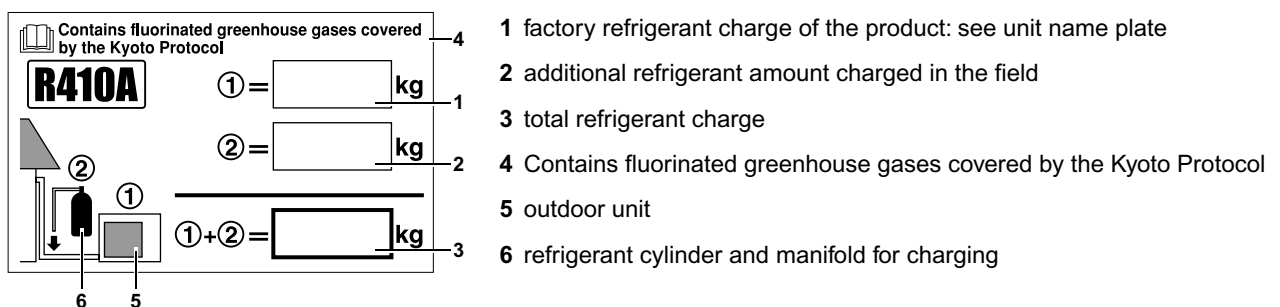 Contains fluorinated greenhouse gases covered
by the Kyoto Protocol
4
R410A
①=
kg
1
②=
kg
2
②
①
①+②=
kg
3
6
5
1 factory refrigerant charge of the product: see unit name plate
2 additional refrigerant amount charged in the field
3 total refrigerant charge
4 Contains fluorinated greenhouse gases covered by the Kyoto Protocol
5 outdoor unit
6 refrigerant cylinder and manifold for charging